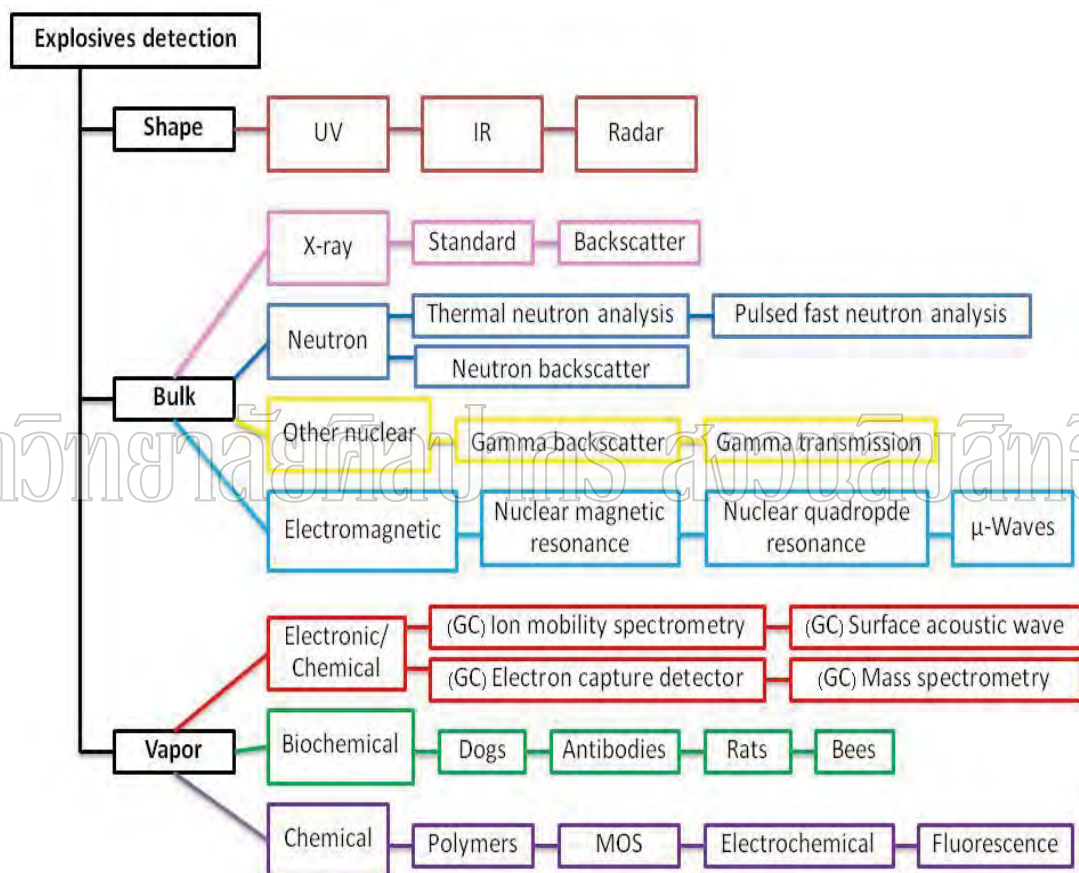 Explosives detection
Shape
UV
IR
Radar
X-ray
Standard
Backscatter
Neutron
Thermal neutron analysis
Pulsed fast neutron analysis
Neutron backscatter
Bulk
Other nuclear
Gamma backscatter
Gamma transmission
Electromagnetic
Nuclear magnetic
resonance
Nuclear quadropde
resonance
μ-Waves
Electronic/
Chemical
(GC) Ion mobility spectrometry
(GC) Surface acoustic wave
(GC) Electron capture detector
(GC) Mass spectrometry
Vapor
Biochemical
Dogs
Antibodies
Rats
Bees
Chemical
Polymers
MOS
Electrochemical
Fluorescence